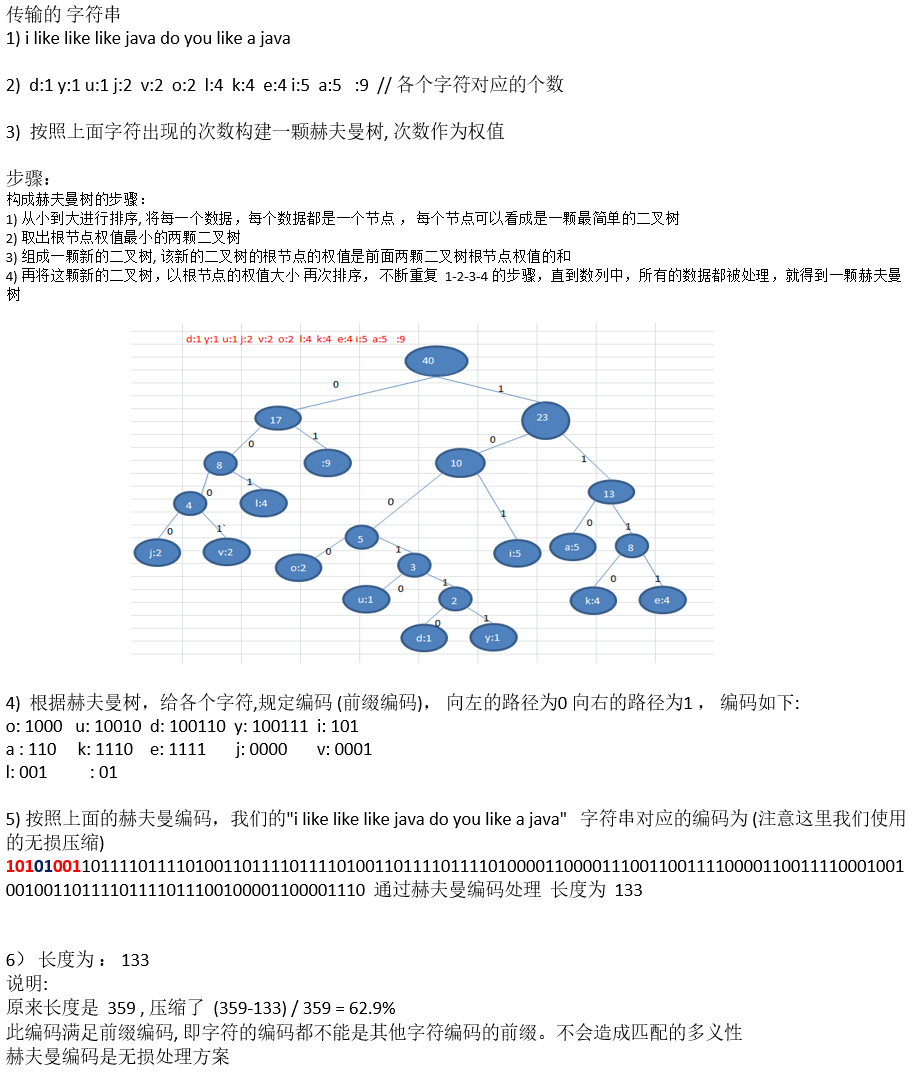 传输的 字符串
1) i like like like java do you like a java
2) d:1 y:1 u:1 j:2 v:2 o:2 l:4 k:4 e:4 i:5 a:5 :9 // 各个字符对应的个数
3) 按照上面字符出现的次数构建一颗赫夫曼树, 次数作为权值
步骤：
构成赫夫曼树的步骤：
1) 从小到大进行排序, 将每一个数据，每个数据都是一个节点 ， 每个节点可以看成是一颗最简单的二叉树
2) 取出根节点权值最小的两颗二叉树
3) 组成一颗新的二叉树, 该新的二叉树的根节点的权值是前面两颗二叉树根节点权值的和
4) 再将这颗新的二叉树，以根节点的权值大小 再次排序， 不断重复 1-2-3-4 的步骤，直到数列中，所有的数据都被处理，就得到一颗赫夫曼
树
d:1 y:1 u:1 j:2 v:2 o:2 l:4 k:4 e:4 i:5 a:5 :9
40
0 1
17 23
0 1 0 1
8 :9 10 13
0 1 0 1 0 1
4 l:4 5 i:5 a:5 8
0 1` 0 1 0 1
j:2 v:2 o:2 3 k:4 e:4
0 1
u:1 2
0 1
d:1 y:1
4) 根据赫夫曼树，给各个字符,规定编码 (前缀编码)， 向左的路径为0 向右的路径为1 ， 编码如下:
o: 1000 u: 10010 d: 100110 y: 100111 i: 101
a : 110 k: 1110 e: 1111 j: 0000 v: 0001
l: 001 : 01
5) 按照上面的赫夫曼编码，我们的"i like like like java do you like a java" 字符串对应的编码为 (注意这里我们使用
的无损压缩)
10101001101111011110100110111101111010011011110111101000011000011100110011110000110011110001001
00100110111101111011100100001100001110 通过赫夫曼编码处理 长度为 133
6） 长度为 ： 133
说明:
原来长度是 359 , 压缩了 (359-133) / 359 = 62.9%
此编码满足前缀编码, 即字符的编码都不能是其他字符编码的前缀。不会造成匹配的多义性
赫夫曼编码是无损处理方案